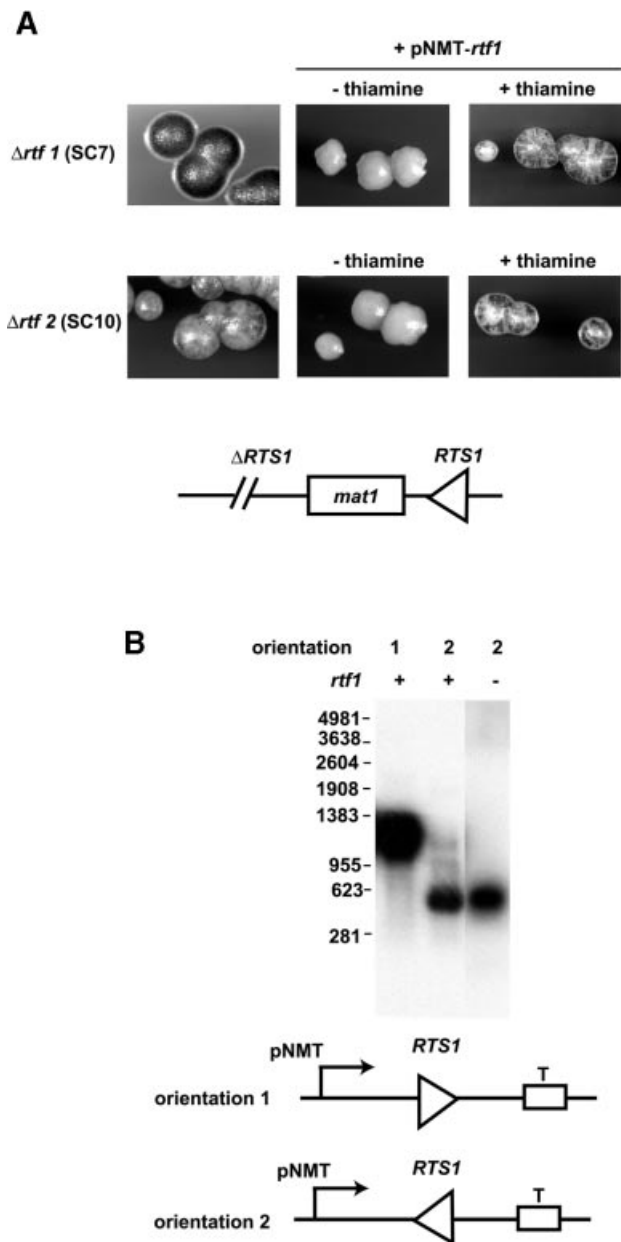 A
+ pNMT-rtf1
- thiamine + thiamine
Δrtf 1 (SC7)
- thiamine + thiamine
Δrtf 2 (SC10)
ΔRTS1 RTS1
mat1
B
orientation 1 2 2
rtf1 + + -
4981
3638
2604
1908
1383
955
623
281
pNMT RTS1 T
orientation 1
pNMT RTS1 T
orientation 2